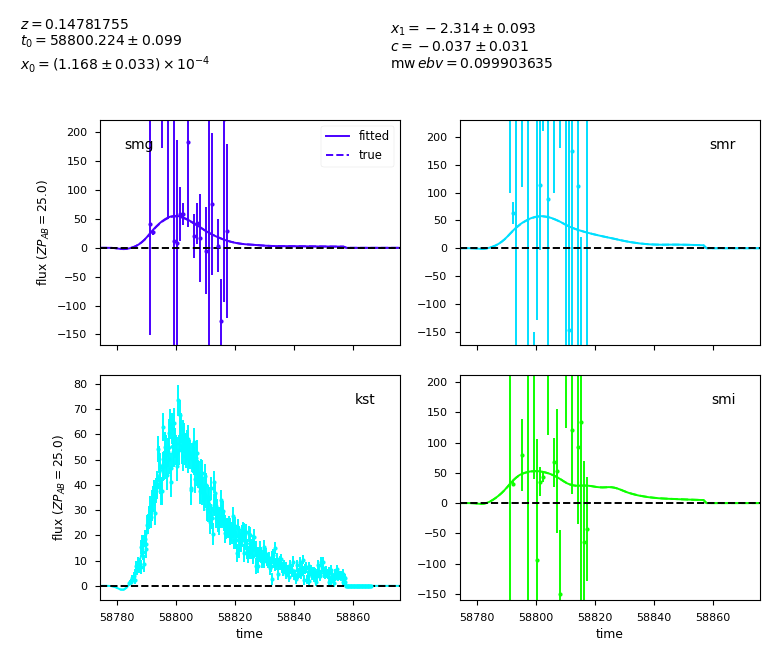 z = 0.14781755
t₀ = 58800.224 ± 0.099
x₀ = (1.168 ± 0.033) × 10⁻⁴
x₁ = −2.314 ± 0.093
c = −0.037 ± 0.031
mw ebv = 0.099903635
smg
fitted
true
200
150
100
50
0
−50
−100
−150
flux (ZP_AB = 25.0)
smr
200
150
100
50
0
−50
−100
−150
kst
80
70
60
50
40
30
20
10
0
flux (ZP_AB = 25.0)
58780 58800 58820 58840 58860
time
smi
200
150
100
50
0
−50
−100
−150
58780 58800 58820 58840 58860
time